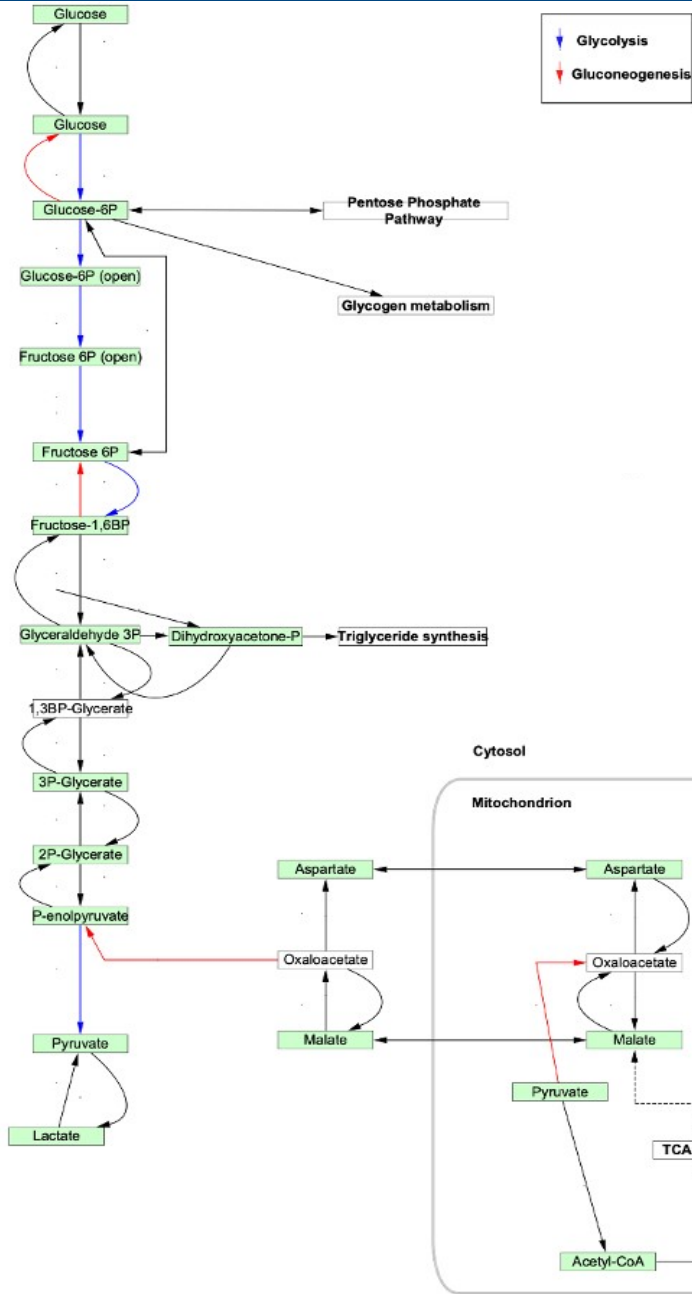 Glucose
Glycolysis
Gluconeogenesis
Glucose
Glucose-6P
Pentose Phosphate
Pathway
Glucose-6P (open)
Glycogen metabolism
Fructose 6P (open)
Fructose 6P
Fructose-1,6BP
Glyceraldehyde 3P
Dihydroxyacetone-P
Triglyceride synthesis
1,3BP-Glycerate
3P-Glycerate
2P-Glycerate
P-enolpyruvate
Pyruvate
Lactate
Aspartate
Oxaloacetate
Malate
Cytosol
Mitochondrion
Aspartate
Oxaloacetate
Malate
Pyruvate
TCA
Acetyl-CoA